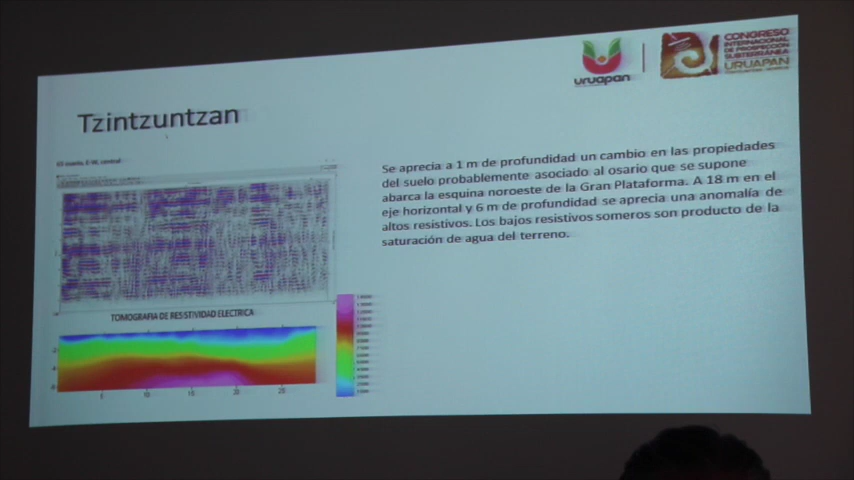 uruapan
CONGRESO
INTERNACIONAL
DE PROSPECCIÓN
SUBTERRÁNEA
URUAPAN
Tzintzuntzan
Se aprecia a 1 m de profundidad un cambio en las propiedades
del suelo probablemente asociado al osario que se supone
abarca la esquina noroeste de la Gran Plataforma. A 18 m en el
eje horizontal y 6 m de profundidad se aprecia una anomalía de
altos resistivos. Los bajos resistivos someros son producto de la
saturación de agua del terreno.
TOMOGRAFIA DE RESISTIVIDAD ELECTRICA
5 10 15 20 25